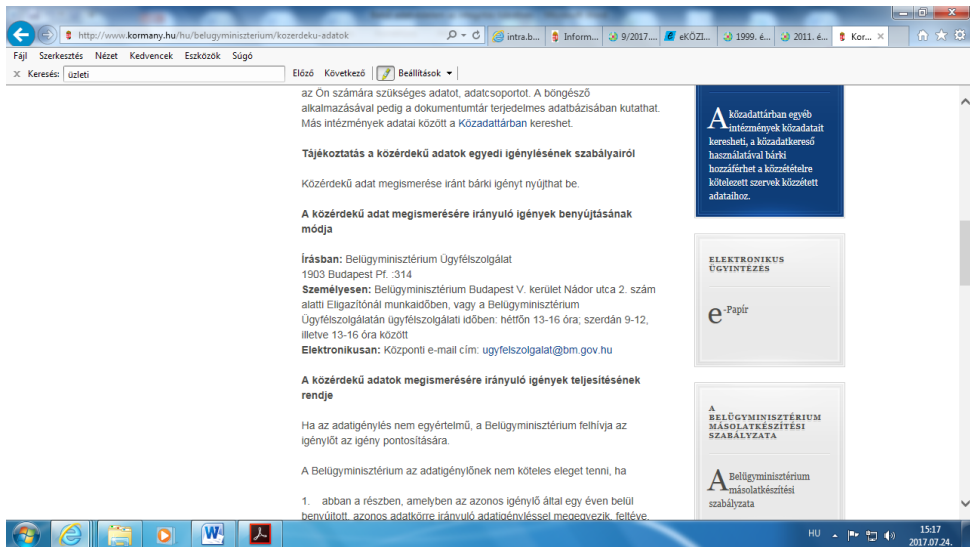 http://www.kormany.hu/hu/belugyminiszterium/kozerdeku-adatok
intra.b...
Inform...
9/2017....
eKÖZI...
1999. é...
2011. é...
Kor...
Fájl Szerkesztés Nézet Kedvencek Eszközök Súgó
Keresés: üzleti
Előző Következő Beállítások
az Ön számára szükséges adatot, adatcsoportot. A böngésző
alkalmazásával pedig a dokumentumtár terjedelmes adatbázisában kutathat.
Más intézmények adatai között a Közadattárban kereshet.
Tájékoztatás a közérdekű adatok egyedi igénylésének szabályairól
Közérdekű adat megismerése iránt bárki igényt nyújthat be.
A közérdekű adat megismerésére irányuló igények benyújtásának
módja
Írásban: Belügyminisztérium Ügyfélszolgálat
1903 Budapest Pf. :314
Személyesen: Belügyminisztérium Budapest V. kerület Nádor utca 2. szám
alatti Eligazítónál munkaidőben, vagy a Belügyminisztérium
Ügyfélszolgálatán ügyfélszolgálati időben: hétfőn 13-16 óra; szerdán 9-12,
illetve 13-16 óra között
Elektronikusan: Központi e-mail cím: ugyfelszolgalat@bm.gov.hu
A közérdekű adatok megismerésére irányuló igények teljesítésének
rendje
Ha az adatigénylés nem egyértelmű, a Belügyminisztérium felhívja az
igénylőt az igény pontosítására.
A Belügyminisztérium az adatigénylőnek nem köteles eleget tenni, ha
1. abban a részben, amelyben az azonos igénylő által egy éven belül
benyújtott, azonos adatkörre irányuló adatigényléssel megegyezik, feltéve,
A közadattárban egyéb
intézmények közadatait
keresheti, a közadatkereső
használatával bárki
hozzáférhet a közzétételre
kötelezett szervek közzétett
adataihoz.
ELEKTRONIKUS
ÜGYINTÉZÉS
e-Papír
A
BELÜGYMINISZTÉRIUM
MÁSOLATKÉSZÍTÉSI
SZABÁLYZATA
A Belügyminisztérium
másolatkészítési
szabályzata
HU
15:17
2017.07.24.